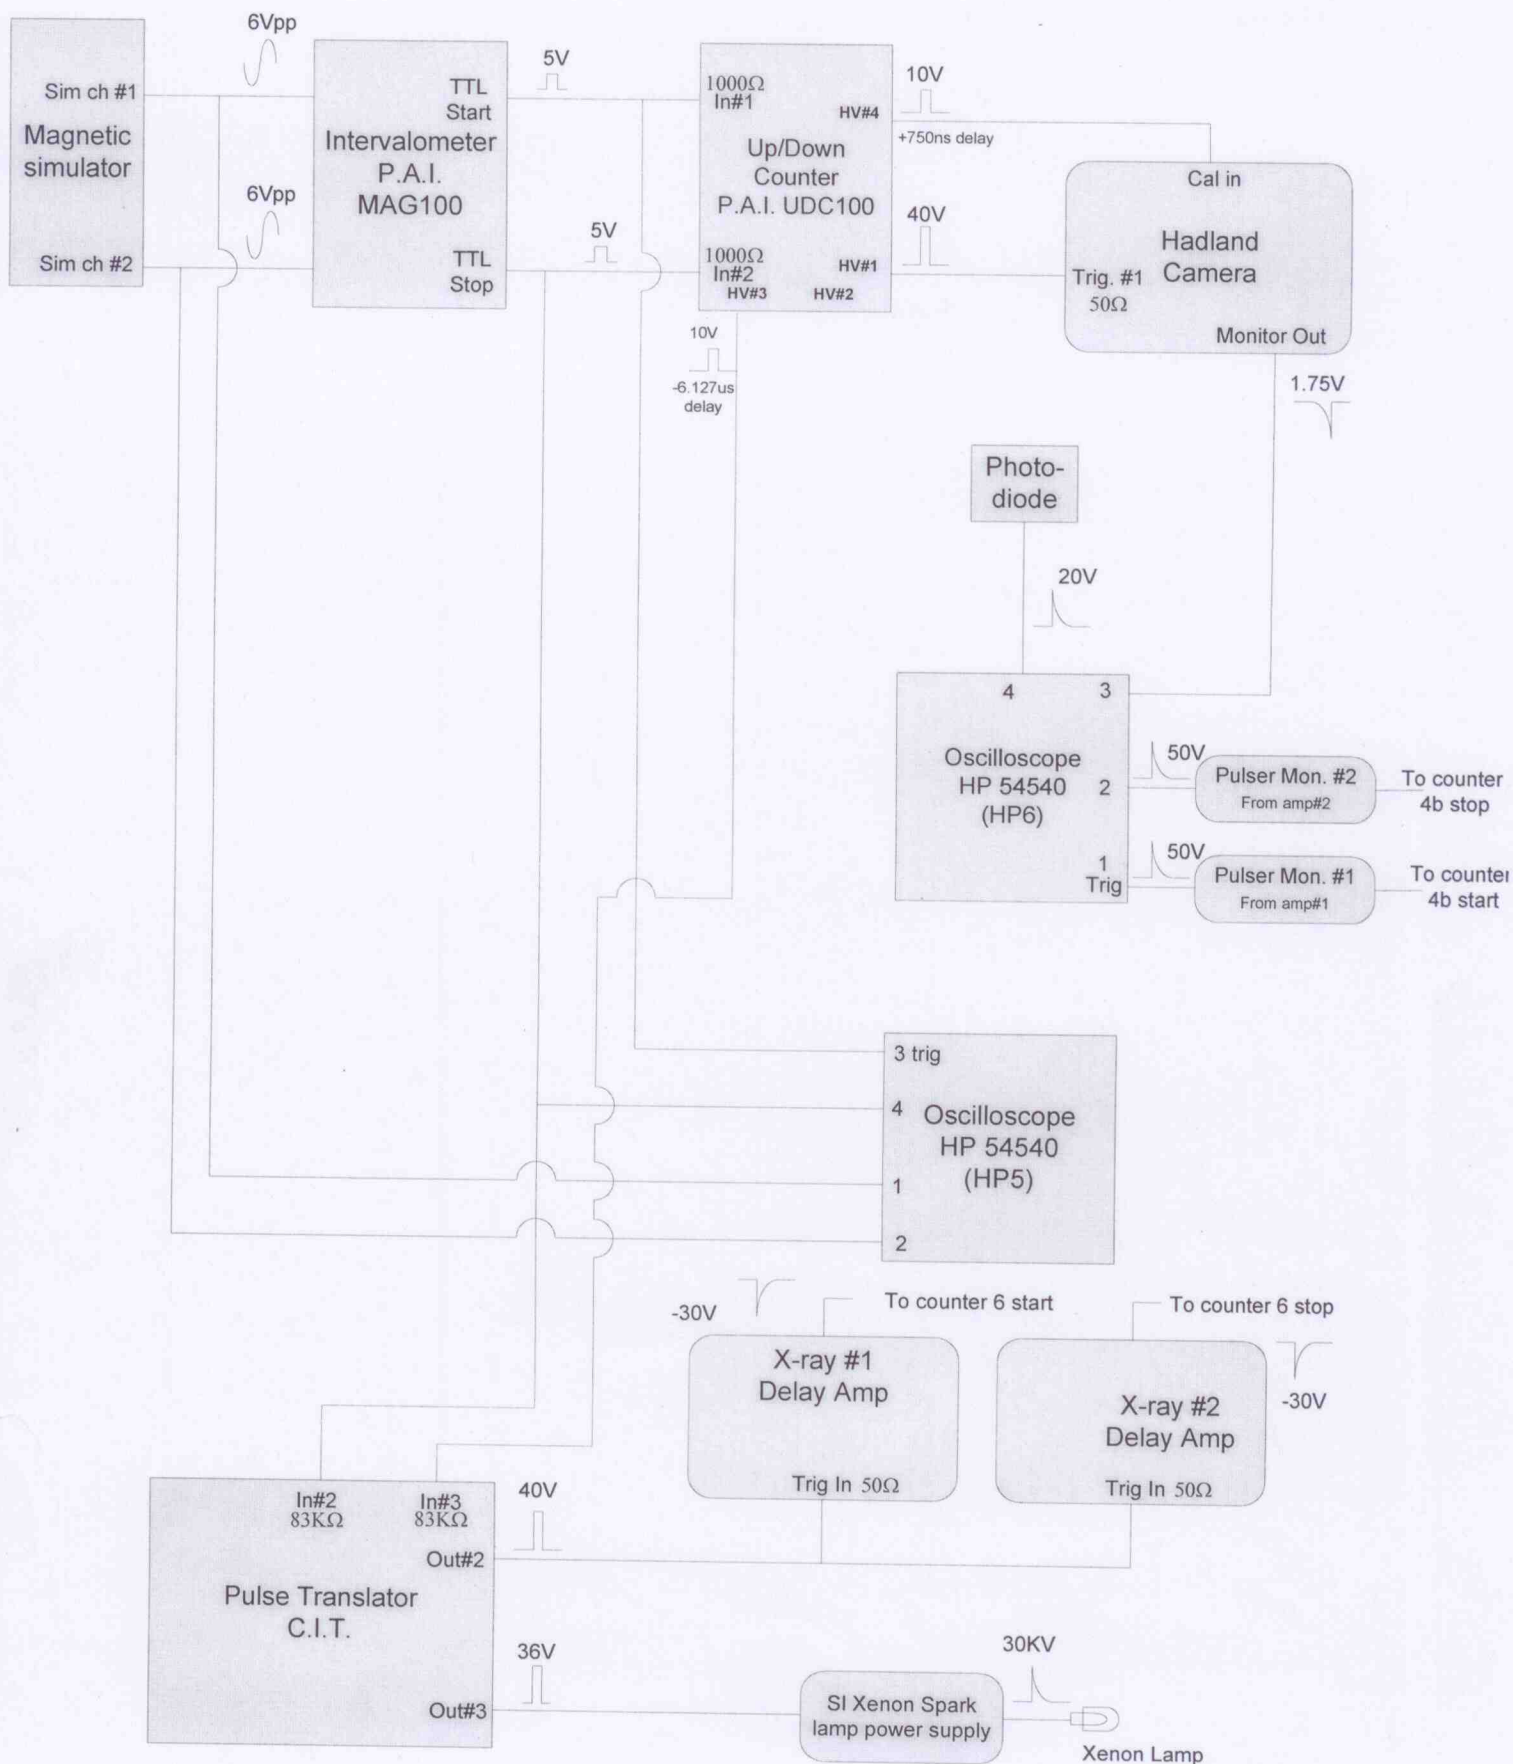 6Vpp
Sim ch #1
Magnetic
simulator
6Vpp
Sim ch #2
TTL
Start
Intervalometer
P.A.I.
MAG100
TTL
Stop
5V
5V
1000Ω
In#1
HV#4
Up/Down
Counter
P.A.I. UDC100
1000Ω
In#2
HV#1
HV#3
HV#2
10V
+750ns delay
40V
Cal in
Hadland
Camera
Trig. #1
50Ω
Monitor Out
10V
-6.127us
delay
1.75V
Photo-
diode
20V
4
3
Oscilloscope
HP 54540
(HP6)
2
1
Trig
50V
Pulser Mon. #2
From amp#2
To counter
4b stop
50V
Pulser Mon. #1
From amp#1
To counter
4b start
3 trig
4
Oscilloscope
HP 54540
(HP5)
1
2
-30V
To counter 6 start
X-ray #1
Delay Amp
Trig In 50Ω
To counter 6 stop
X-ray #2
Delay Amp
Trig In 50Ω
-30V
In#2
83KΩ
In#3
83KΩ
40V
Out#2
Pulse Translator
C.I.T.
36V
Out#3
SI Xenon Spark
lamp power supply
30KV
Xenon Lamp